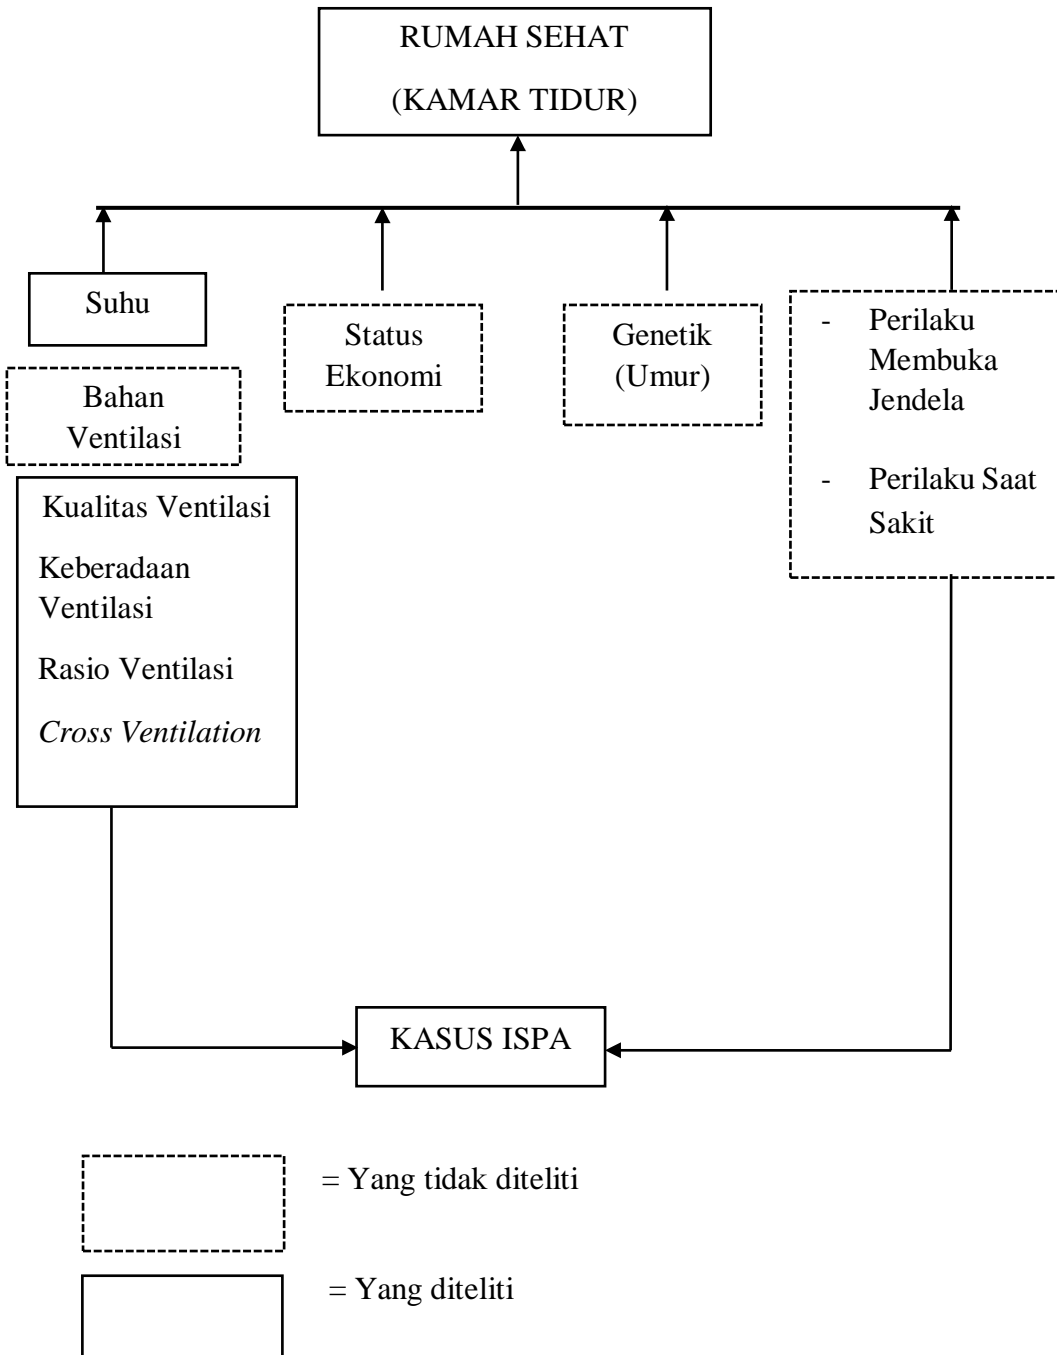 RUMAH SEHAT
(KAMAR TIDUR)
Suhu
Bahan
Ventilasi
Kualitas Ventilasi
Keberadaan
Ventilasi
Rasio Ventilasi
Cross Ventilation
Status
Ekonomi
Genetik
(Umur)
- Perilaku
Membuka
Jendela
- Perilaku Saat
Sakit
KASUS ISPA
= Yang tidak diteliti
= Yang diteliti